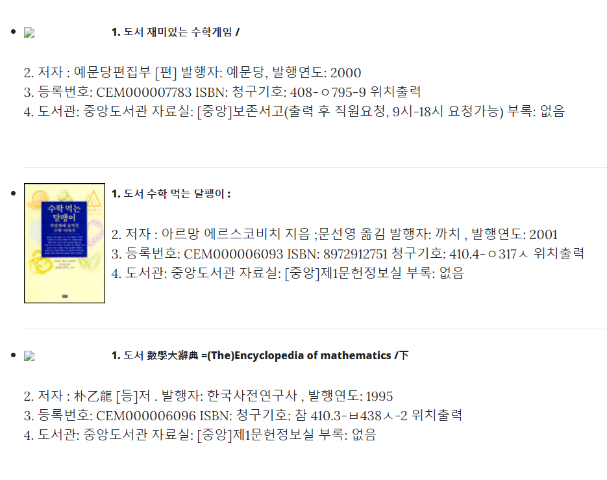 1. 도서 재미있는 수학게임 /
2. 저자 : 예문당편집부 [편] 발행자: 예문당, 발행연도: 2000
3. 등록번호: CEM000007783 ISBN: 청구기호: 408-ㅇ795-9 위치출력
4. 도서관: 중앙도서관 자료실: [중앙]보존서고(출력 후 직원요청, 9시-18시 요청가능) 부록: 없음
수학 먹는
달팽이
1. 도서 수학 먹는 달팽이 :
2. 저자 : 아르망 에르스코비치 지음 ;문선영 옮김 발행자: 까치 , 발행연도: 2001
3. 등록번호: CEM000006093 ISBN: 8972912751 청구기호: 410.4-ㅇ317ㅅ 위치출력
4. 도서관: 중앙도서관 자료실: [중앙]제1문헌정보실 부록: 없음
1. 도서 數學大辭典 =(The)Encyclopedia of mathematics /下
2. 저자 : 朴乙龍 [등]저 . 발행자: 한국사전연구사 , 발행연도: 1995
3. 등록번호: CEM000006096 ISBN: 청구기호: 참 410.3-ㅂ438ㅅ-2 위치출력
4. 도서관: 중앙도서관 자료실: [중앙]제1문헌정보실 부록: 없음